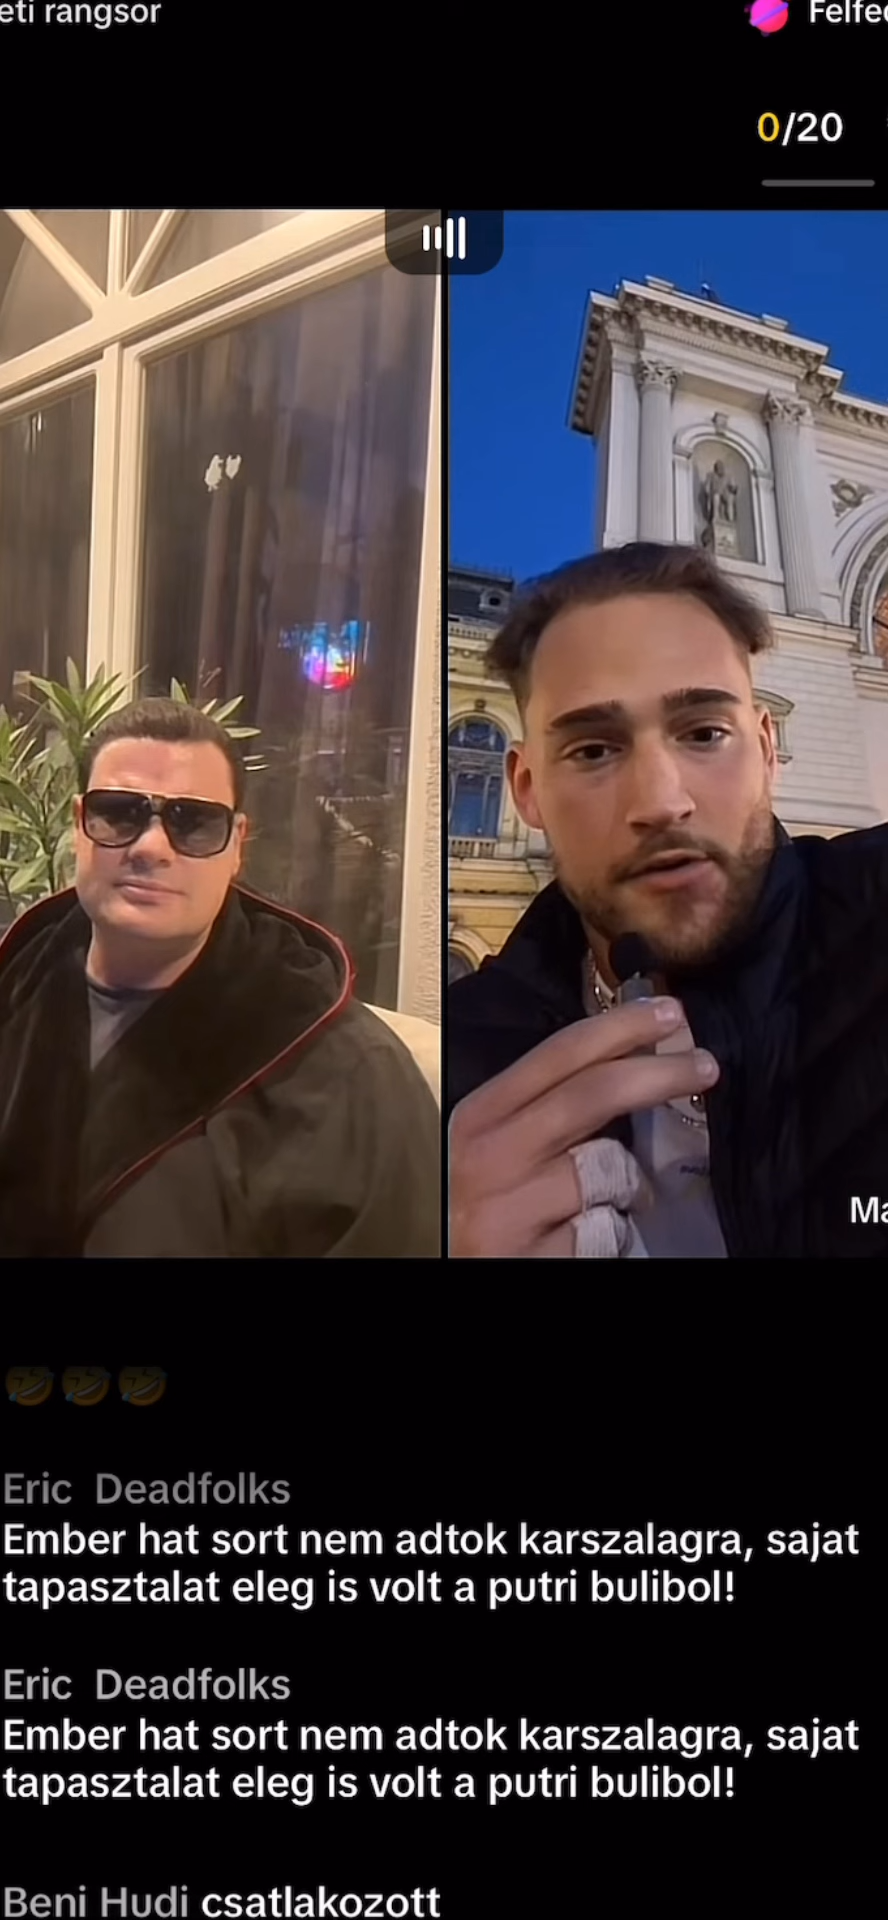 eti rangsor
Felfed
0/20
Ma
🤣🤣🤣
Eric Deadfolks
Ember hat sort nem adtok karszalagra, sajat
tapasztalat eleg is volt a putri bulibol!
Eric Deadfolks
Ember hat sort nem adtok karszalagra, sajat
tapasztalat eleg is volt a putri bulibol!
Beni Hudi csatlakozott